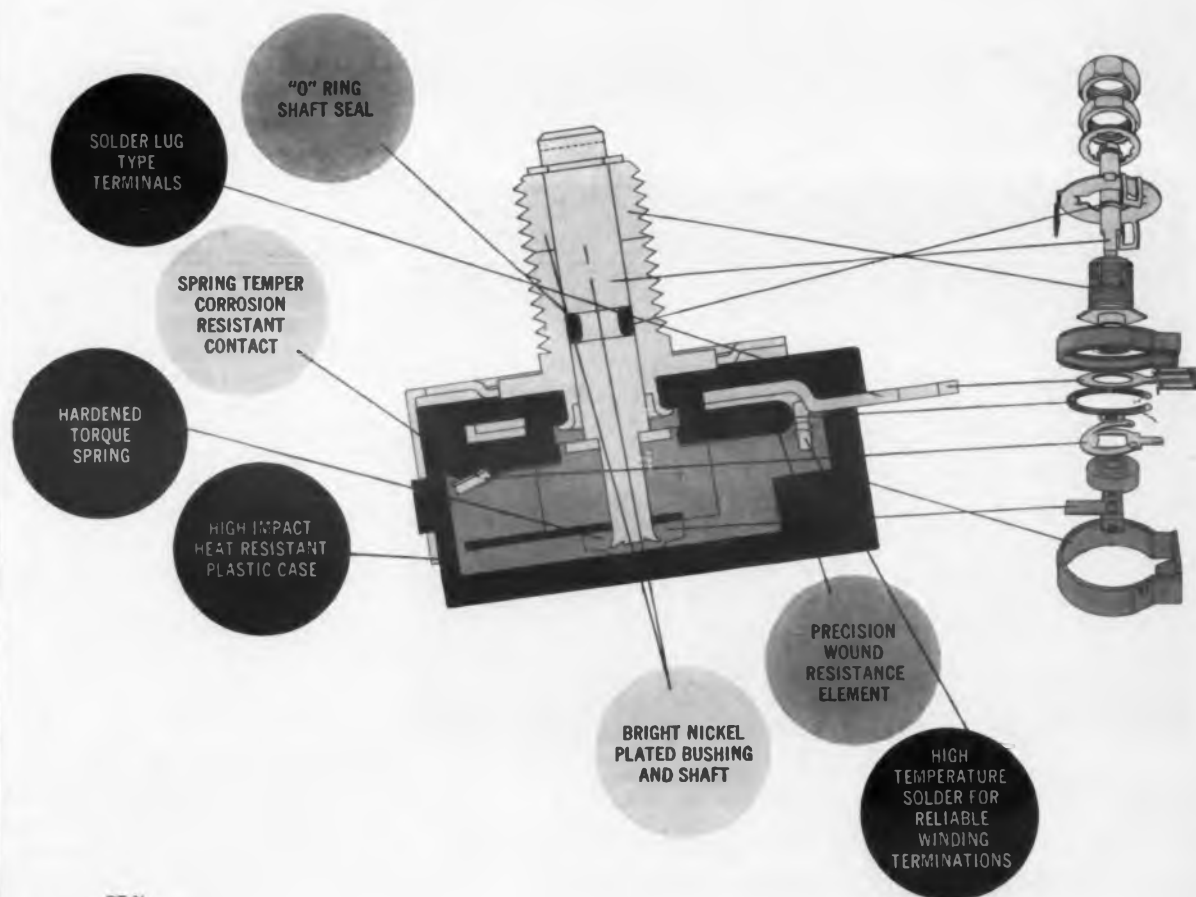 "O" RING
SHAFT SEAL
SOLDER LUG
TYPE
TERMINALS
SPRING TEMPER
CORROSION
RESISTANT
CONTACT
HARDENED
TORQUE
SPRING
HIGH IMPACT
HEAT RESISTANT
PLASTIC CASE
PRECISION
WOUND
RESISTANCE
ELEMENT
BRIGHT NICKEL
PLATED BUSHING
AND SHAFT
HIGH
TEMPERATURE
SOLDER FOR
RELIABLE
WINDING
TERMINATIONS